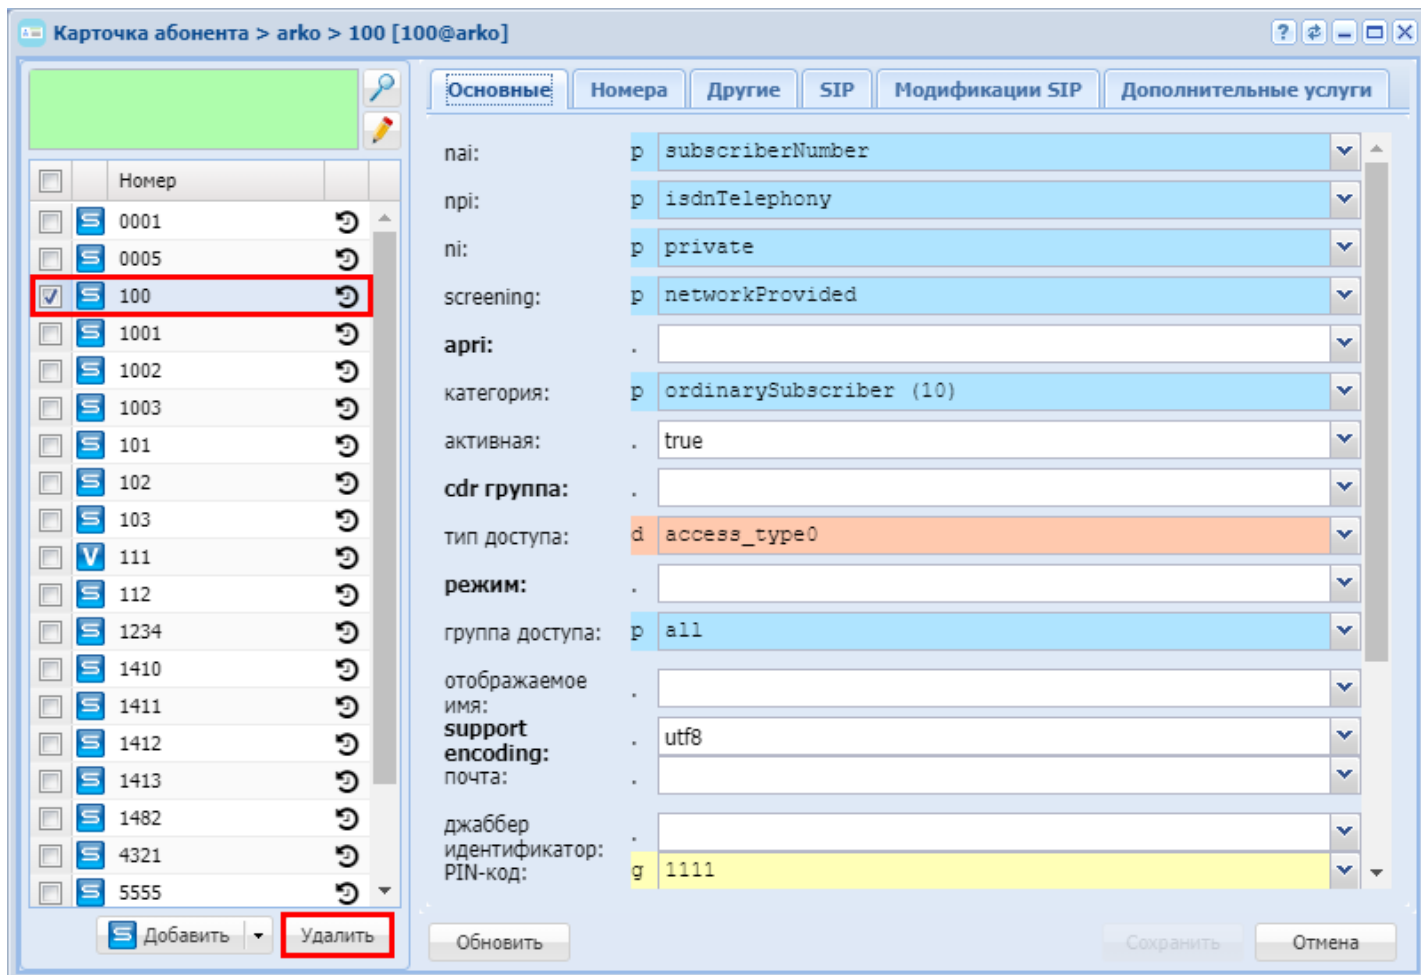 Карточка абонента > arko > 100 [100@arko]
Номер
S 0001
S 0005
S 100
S 1001
S 1002
S 1003
S 101
S 102
S 103
V 111
S 112
S 1234
S 1410
S 1411
S 1412
S 1413
S 1482
S 4321
S 5555
S Добавить
Удалить
Основные Номера Другие SIP Модификации SIP Дополнительные услуги
nai: p subscriberNumber
npi: p isdnTelephony
ni: p private
screening: p networkProvided
apri: .
категория: p ordinarySubscriber (10)
активная: . true
cdr группа: .
тип доступа: d access_type0
режим: .
группа доступа: p all
отображаемое
имя: .
support
encoding: . utf8
почта: .
джаббер
идентификатор: .
PIN-код: g 1111
Обновить
Сохранить
Отмена